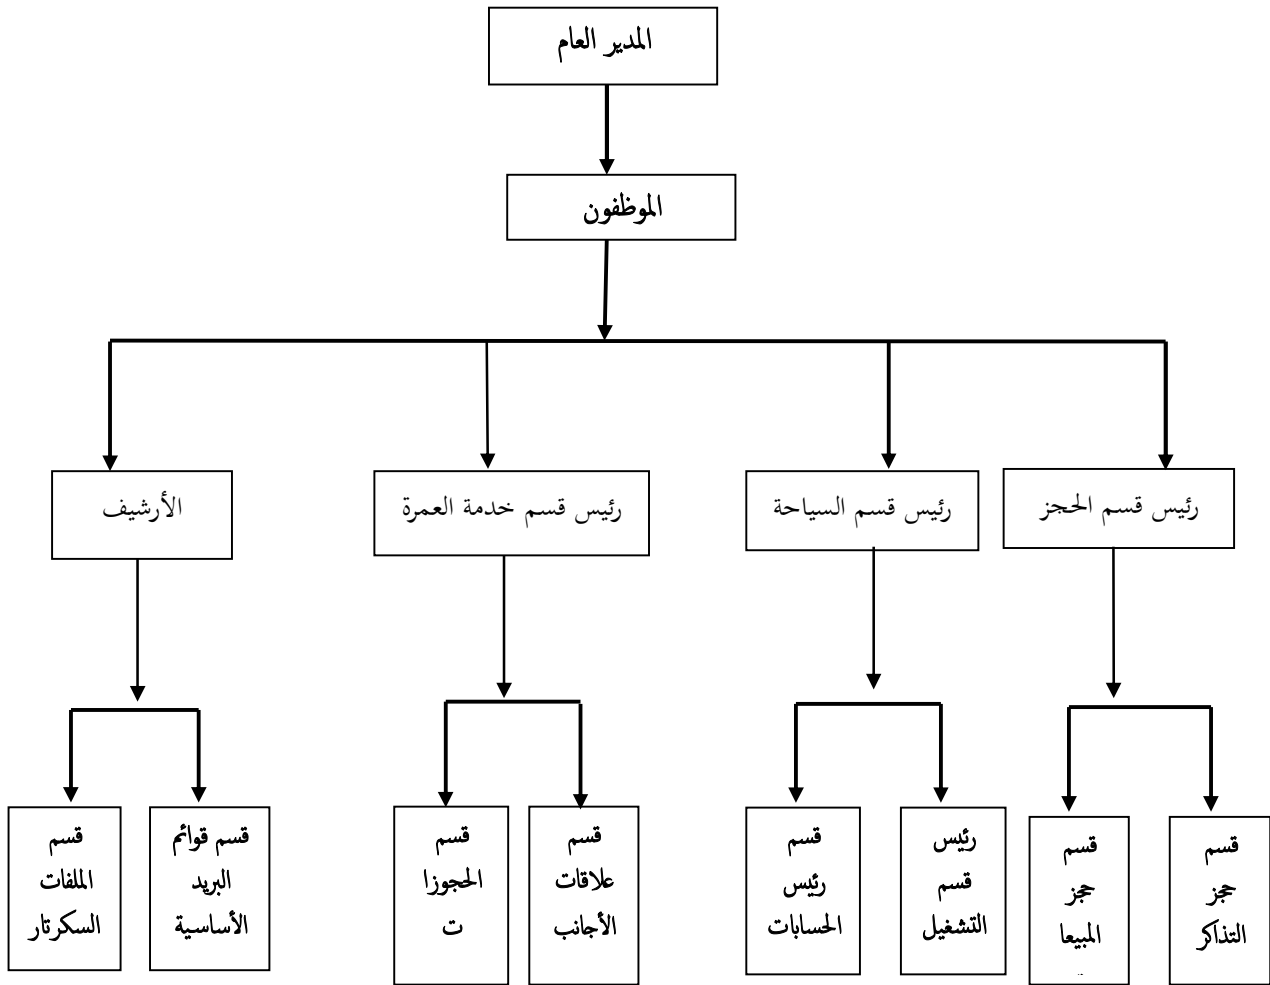 المدير العام
الموظفون
رئيس قسم الحجز
رئيس قسم السياحة
رئيس قسم خدمة العمرة
الأرشيف
قسم
حجز
التذاكر
قسم
حجز
المبيعا
رئيس
قسم
التشغيل
قسم
رئيس
الحسابات
قسم
علاقات
الأجانب
قسم
الحجوزا
ت
قسم قوائم
البريد
الأساسية
قسم
الملفات
السكرتار